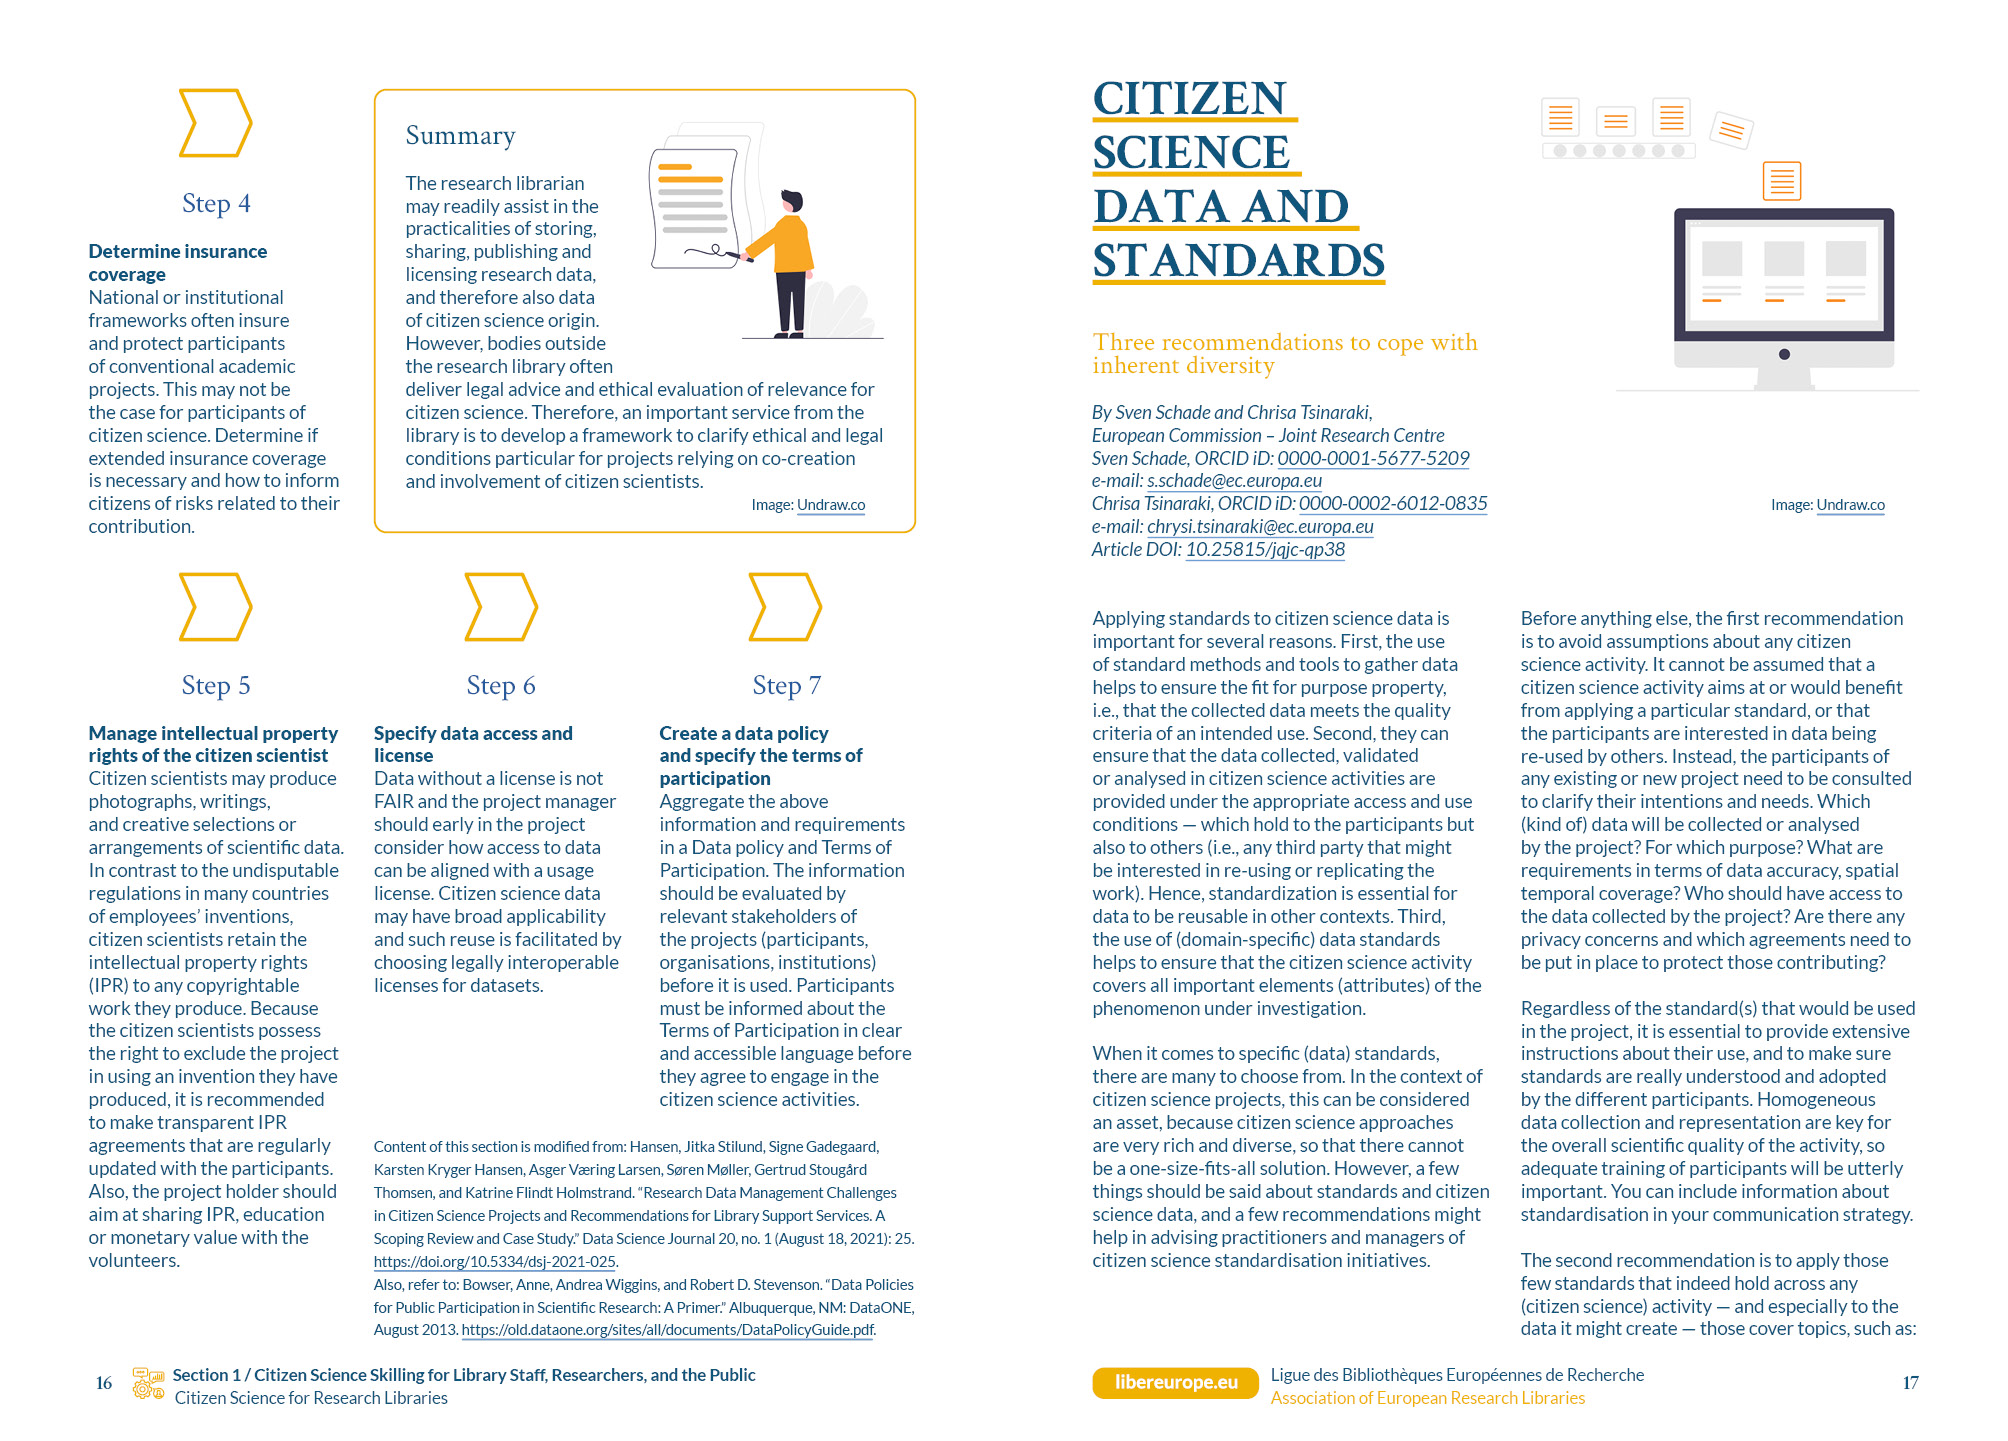 Step 4
Determine insurance
coverage
National or institutional
frameworks often insure
and protect participants
of conventional academic
projects. This may not be
the case for participants of
citizen science. Determine if
extended insurance coverage
is necessary and how to inform
citizens of risks related to their
contribution.
Summary
The research librarian
may readily assist in the
practicalities of storing,
sharing, publishing and
licensing research data,
and therefore also data
of citizen science origin.
However, bodies outside
the research library often
deliver legal advice and ethical evaluation of relevance for
citizen science. Therefore, an important service from the
library is to develop a framework to clarify ethical and legal
conditions particular for projects relying on co-creation
and involvement of citizen scientists.
Image: Undraw.co
Step 5
Manage intellectual property
rights of the citizen scientist
Citizen scientists may produce
photographs, writings,
and creative selections or
arrangements of scientific data.
In contrast to the undisputable
regulations in many countries
of employees’ inventions,
citizen scientists retain the
intellectual property rights
(IPR) to any copyrightable
work they produce. Because
the citizen scientists possess
the right to exclude the project
in using an invention they have
produced, it is recommended
to make transparent IPR
agreements that are regularly
updated with the participants.
Also, the project holder should
aim at sharing IPR, education
or monetary value with the
volunteers.
Step 6
Specify data access and
license
Data without a license is not
FAIR and the project manager
should early in the project
consider how access to data
can be aligned with a usage
license. Citizen science data
may have broad applicability
and such reuse is facilitated by
choosing legally interoperable
licenses for datasets.
Step 7
Create a data policy
and specify the terms of
participation
Aggregate the above
information and requirements
in a Data policy and Terms of
Participation. The information
should be evaluated by
relevant stakeholders of
the projects (participants,
organisations, institutions)
before it is used. Participants
must be informed about the
Terms of Participation in clear
and accessible language before
they agree to engage in the
citizen science activities.
Content of this section is modified from: Hansen, Jitka Stilund, Signe Gadegaard,
Karsten Kryger Hansen, Asger Væring Larsen, Søren Møller, Gertrud Stougård
Thomsen, and Katrine Flindt Holmstrand. “Research Data Management Challenges
in Citizen Science Projects and Recommendations for Library Support Services. A
Scoping Review and Case Study.” Data Science Journal 20, no. 1 (August 18, 2021): 25.
https://doi.org/10.5334/dsj-2021-025.
Also, refer to: Bowser, Anne, Andrea Wiggins, and Robert D. Stevenson. “Data Policies
for Public Participation in Scientific Research: A Primer.” Albuquerque, NM: DataONE,
August 2013. https://old.dataone.org/sites/all/documents/DataPolicyGuide.pdf.
16
Section 1 / Citizen Science Skilling for Library Staff, Researchers, and the Public
Citizen Science for Research Libraries
CITIZEN
SCIENCE
DATA AND
STANDARDS
Three recommendations to cope with
inherent diversity
By Sven Schade and Chrisa Tsinaraki,
European Commission – Joint Research Centre
Sven Schade, ORCID iD: 0000-0001-5677-5209
e-mail: s.schade@ec.europa.eu
Chrisa Tsinaraki, ORCID iD: 0000-0002-6012-0835
e-mail: chrysi.tsinaraki@ec.europa.eu
Article DOI: 10.25815/jqjc-qp38
Image: Undraw.co
Applying standards to citizen science data is
important for several reasons. First, the use
of standard methods and tools to gather data
helps to ensure the fit for purpose property,
i.e., that the collected data meets the quality
criteria of an intended use. Second, they can
ensure that the data collected, validated
or analysed in citizen science activities are
provided under the appropriate access and use
conditions — which hold to the participants but
also to others (i.e., any third party that might
be interested in re-using or replicating the
work). Hence, standardization is essential for
data to be reusable in other contexts. Third,
the use of (domain-specific) data standards
helps to ensure that the citizen science activity
covers all important elements (attributes) of the
phenomenon under investigation.
When it comes to specific (data) standards,
there are many to choose from. In the context of
citizen science projects, this can be considered
an asset, because citizen science approaches
are very rich and diverse, so that there cannot
be a one-size-fits-all solution. However, a few
things should be said about standards and citizen
science data, and a few recommendations might
help in advising practitioners and managers of
citizen science standardisation initiatives.
Before anything else, the first recommendation
is to avoid assumptions about any citizen
science activity. It cannot be assumed that a
citizen science activity aims at or would benefit
from applying a particular standard, or that
the participants are interested in data being
re-used by others. Instead, the participants of
any existing or new project need to be consulted
to clarify their intentions and needs. Which
(kind of) data will be collected or analysed
by the project? For which purpose? What are
requirements in terms of data accuracy, spatial
temporal coverage? Who should have access to
the data collected by the project? Are there any
privacy concerns and which agreements need to
be put in place to protect those contributing?
Regardless of the standard(s) that would be used
in the project, it is essential to provide extensive
instructions about their use, and to make sure
standards are really understood and adopted
by the different participants. Homogeneous
data collection and representation are key for
the overall scientific quality of the activity, so
adequate training of participants will be utterly
important. You can include information about
standardisation in your communication strategy.
The second recommendation is to apply those
few standards that indeed hold across any
(citizen science) activity — and especially to the
data it might create — those cover topics, such as:
libereurope.eu
Ligue des Bibliothèques Européennes de Recherche
Association of European Research Libraries
17